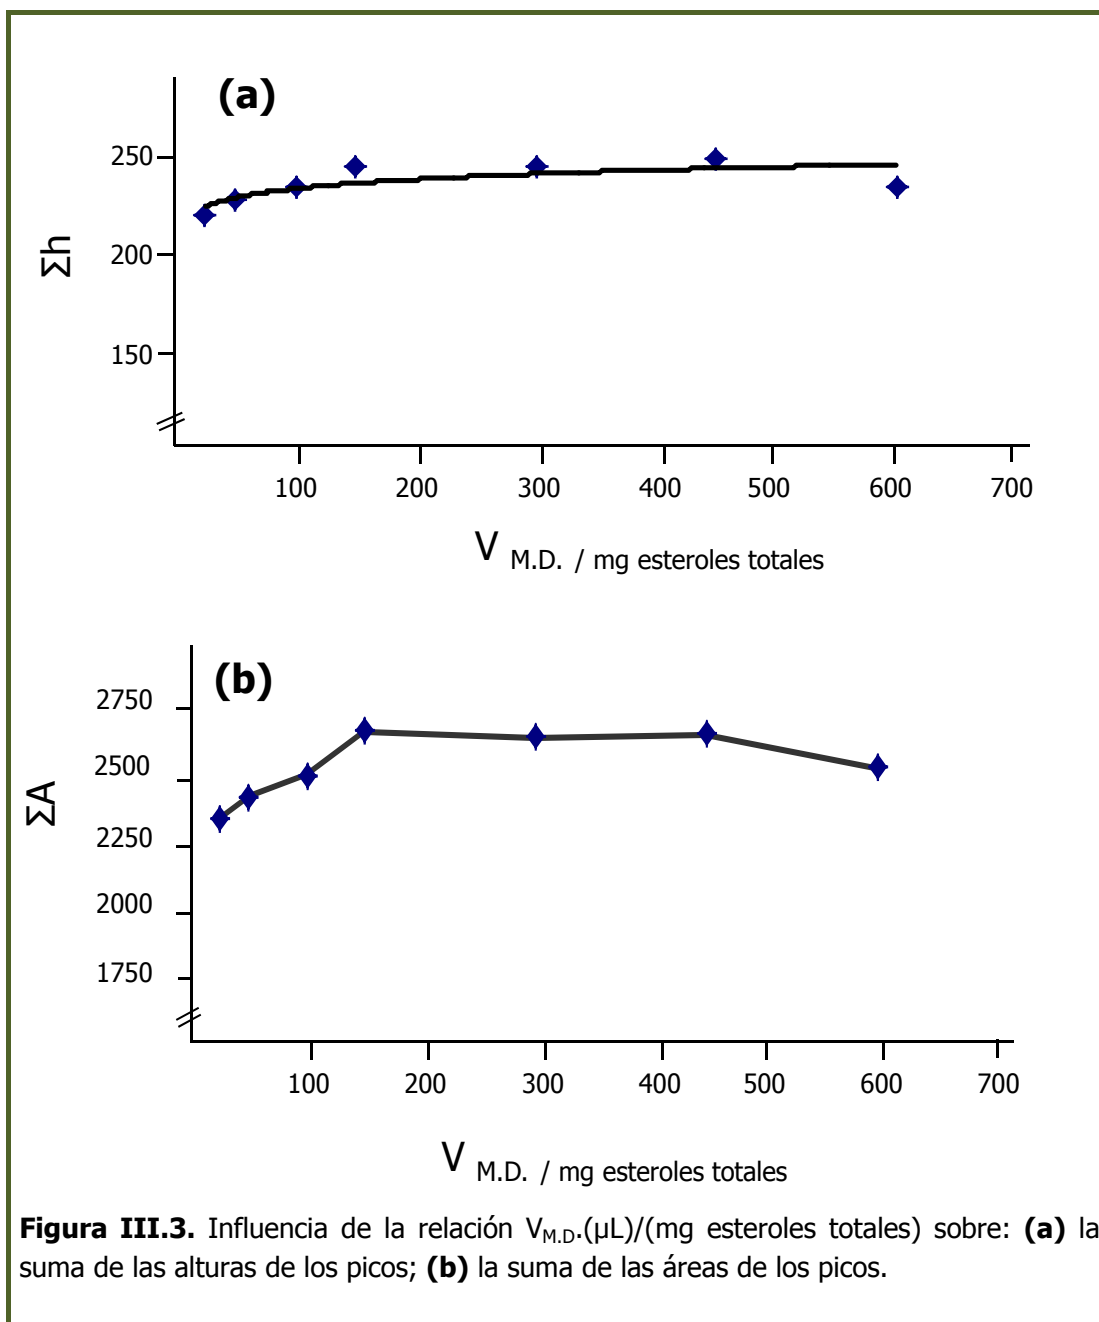 (a)
250
200
150
Σh
100 200 300 400 500 600 700
V M.D. / mg esteroles totales
(b)
2750
2500
2250
2000
1750
ΣA
100 200 300 400 500 600 700
V M.D. / mg esteroles totales
Figura III.3. Influencia de la relación VM.D.(µL)/(mg esteroles totales) sobre: (a) la
suma de las alturas de los picos; (b) la suma de las áreas de los picos.